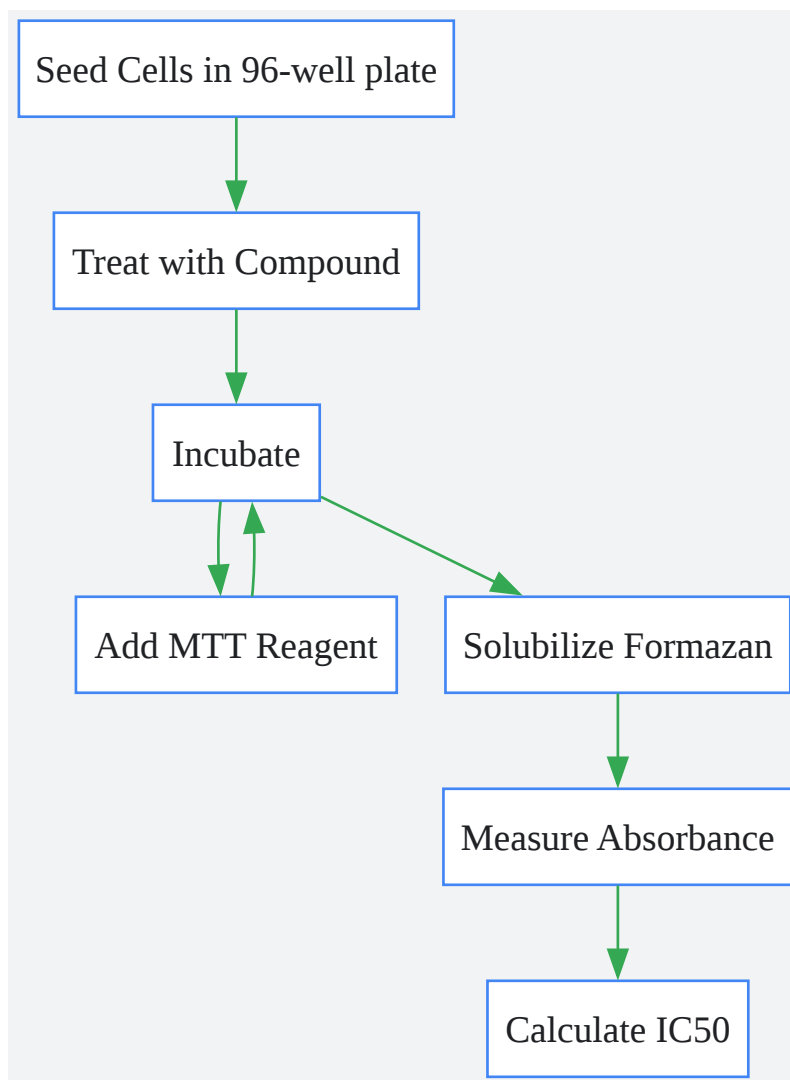 Seed Cells in 96-well plate
Treat with Compound
Incubate
Add MTT Reagent
Solubilize Formazan
Measure Absorbance
Calculate IC50